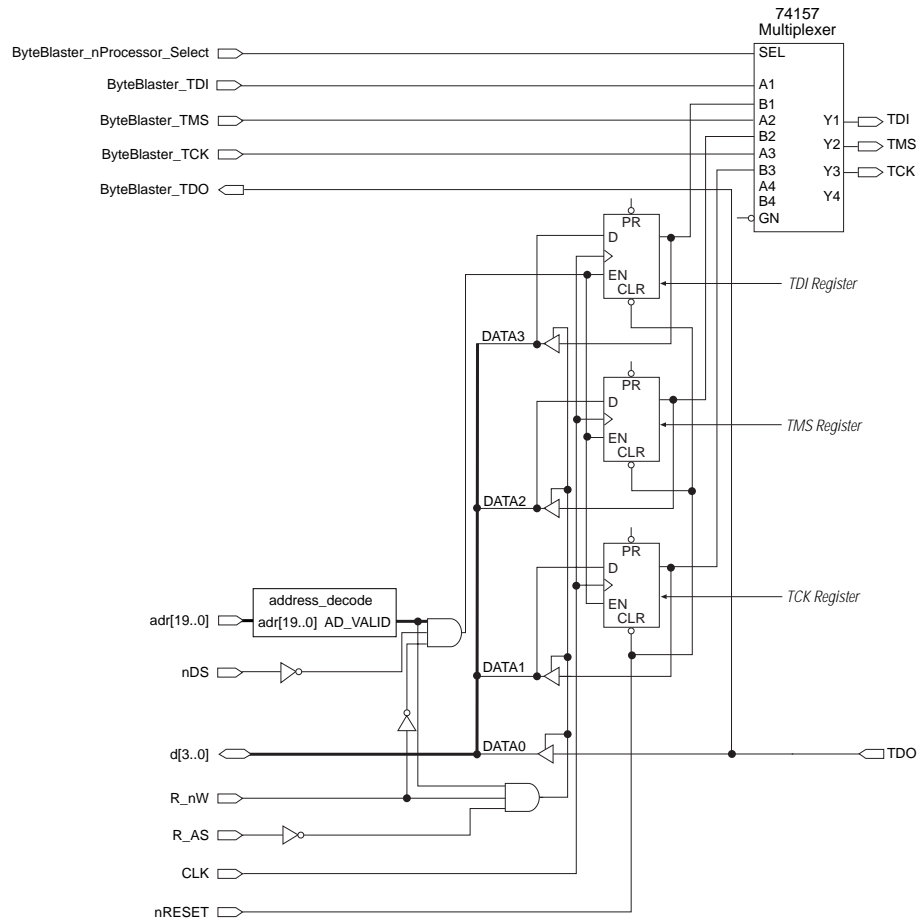 74157
Multiplexer
ByteBlaster_nProcessor_Select
SEL
ByteBlaster_TDI
A1
B1
ByteBlaster_TMS
A2
Y1
TDI
B2
Y2
TMS
ByteBlaster_TCK
A3
B3
Y3
TCK
ByteBlaster_TDO
A4
Y4
B4
GN
PR
D
EN
CLR
TDI Register
DATA3
PR
D
EN
CLR
TMS Register
DATA2
PR
D
EN
CLR
TCK Register
address_decode
adr[19..0]
adr[19..0] AD_VALID
nDS
DATA1
d[3..0]
DATA0
TDO
R_nW
R_AS
CLK
nRESET